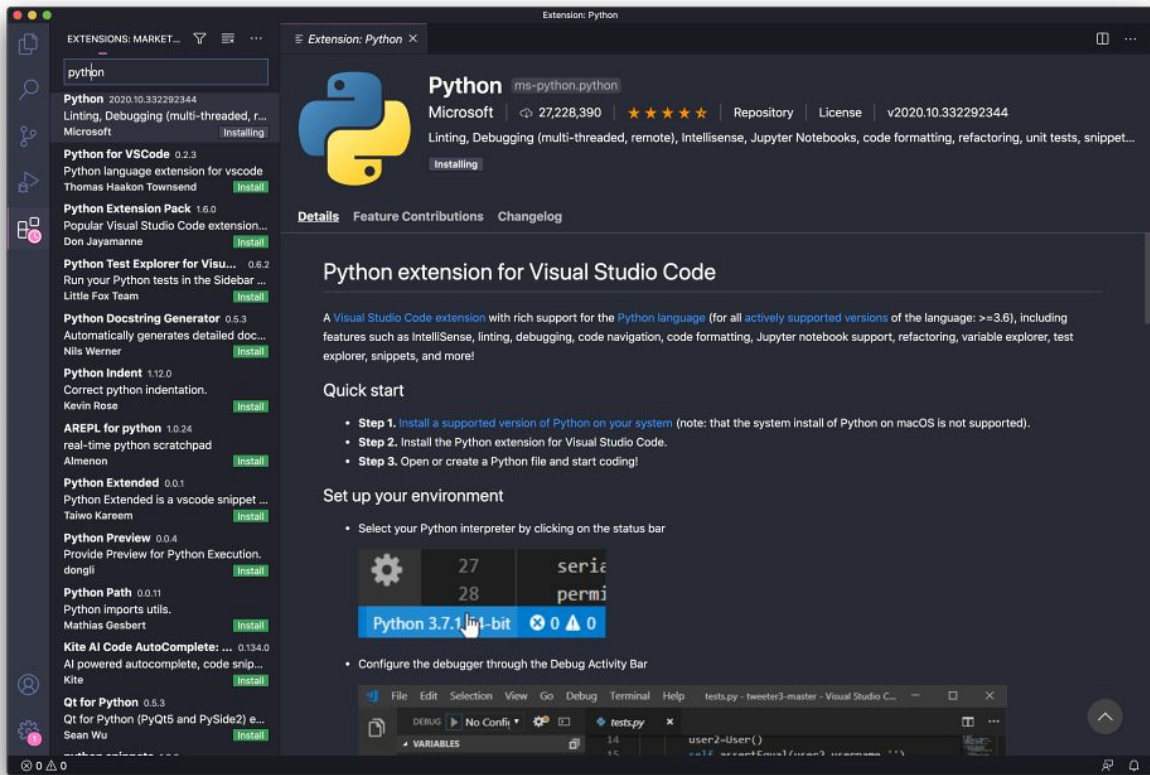 Extension: Python
EXTENSIONS: MARKET...
python
Python 2020.10.332292344
Linting, Debugging (multi-threaded, r...
Microsoft Installing
Python for VSCode 0.2.3
Python language extension for vscode
Thomas Haakon Townsend Install
Python Extension Pack 1.6.0
Popular Visual Studio Code extension...
Don Jayamanne Install
Python Test Explorer for Visu... 0.6.2
Run your Python tests in the Sidebar ...
Little Fox Team Install
Python Docstring Generator 0.5.3
Automatically generates detailed doc...
Nils Werner Install
Python Indent 1.12.0
Correct python indentation.
Kevin Rose Install
AREPL for python 1.0.24
real-time python scratchpad
Almenon Install
Python Extended 0.0.1
Python Extended is a vscode snippet ...
Taiwo Kareem Install
Python Preview 0.0.4
Provide Preview for Python Execution.
dongli Install
Python Path 0.0.11
Python imports utils.
Mathias Gesbert Install
Kite AI Code AutoComplete: ... 0.134.0
AI powered autocomplete, code snip...
Kite Install
Qt for Python 0.5.3
Qt for Python (PyQt5 and PySide2) e...
Sean Wu Install
1
0 0
Extension: Python
Python ms-python.python
Microsoft 27,228,390 Repository License v2020.10.332292344
Linting, Debugging (multi-threaded, remote), Intellisense, Jupyter Notebooks, code formatting, refactoring, unit tests, snippet...
Installing
Details Feature Contributions Changelog
Python extension for Visual Studio Code
A Visual Studio Code extension with rich support for the Python language (for all actively supported versions of the language: >=3.6), including
features such as IntelliSense, linting, debugging, code navigation, code formatting, Jupyter notebook support, refactoring, variable explorer, test
explorer, snippets, and more!
Quick start
• Step 1. Install a supported version of Python on your system (note: that the system install of Python on macOS is not supported).
• Step 2. Install the Python extension for Visual Studio Code.
• Step 3. Open or create a Python file and start coding!
Set up your environment
• Select your Python interpreter by clicking on the status bar
27 seria
28 permi
Python 3.7.1 -bit 0 0
• Configure the debugger through the Debug Activity Bar
File Edit Selection View Go Debug Terminal Help tests.py - tweeter3-master - Visual Studio C...
DEBUG No Config tests.py
VARIABLES
14 user2=User()
15